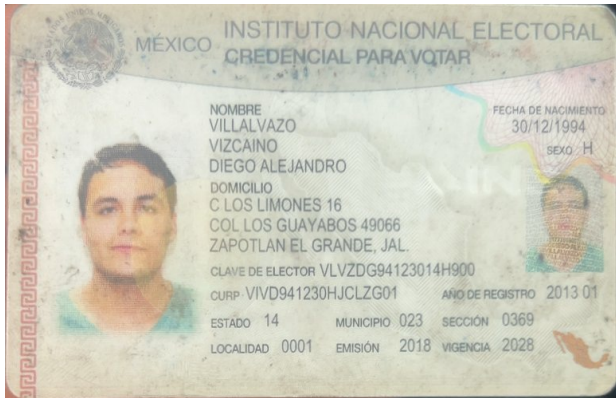 MÉXICO
INSTITUTO NACIONAL ELECTORAL
CREDENCIAL PARA VOTAR
NOMBRE
VILLALVAZO
VIZCAINO
DIEGO ALEJANDRO
FECHA DE NACIMIENTO
30/12/1994
SEXO H
DOMICILIO
C LOS LIMONES 16
COL LOS GUAYABOS 49066
ZAPOTLAN EL GRANDE, JAL.
CLAVE DE ELECTOR VLVZDG94123014H900
CURP VIVD941230HJCLZG01 AÑO DE REGISTRO 2013 01
ESTADO 14 MUNICIPIO 023 SECCIÓN 0369
LOCALIDAD 0001 EMISIÓN 2018 VIGENCIA 2028